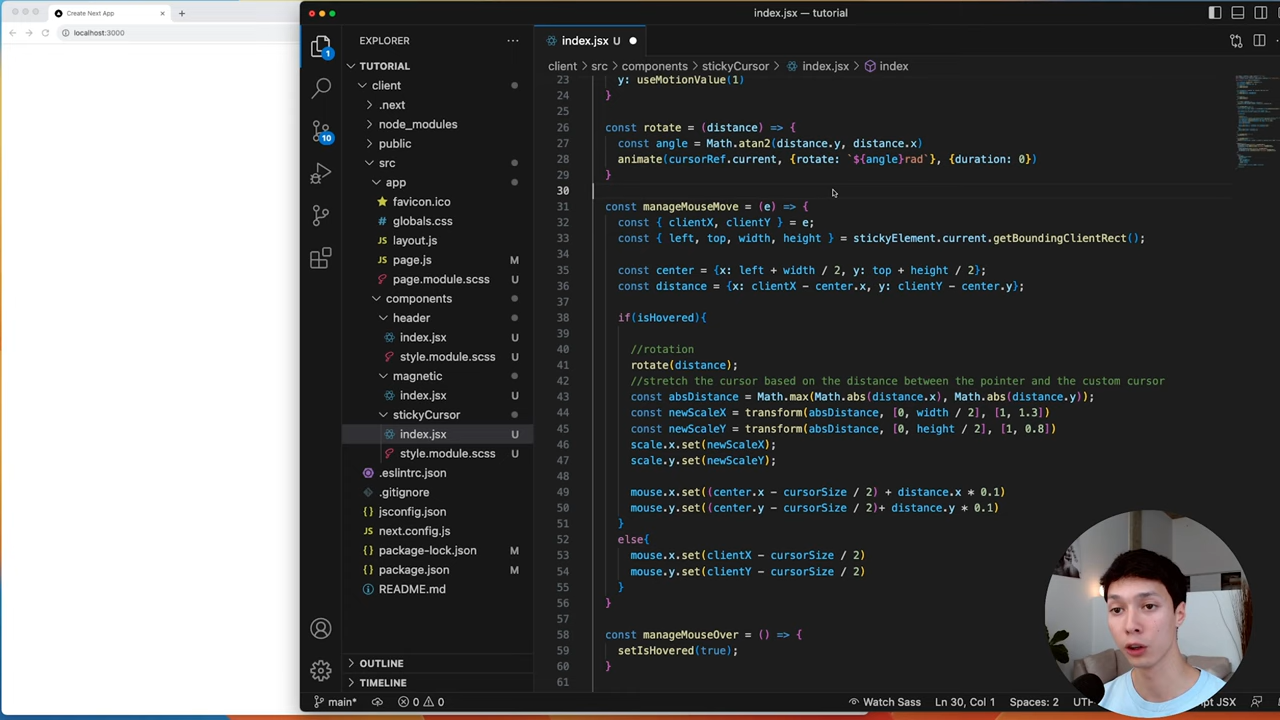 Create Next App
localhost:3000
index.jsx — tutorial
EXPLORER
TUTORIAL
client
.next
node_modules
public
src
app
favicon.ico
globals.css
layout.js
page.js M
page.module.scss
components
header
index.jsx U
style.module.scss U
magnetic
index.jsx U
stickyCursor
index.jsx U
style.module.scss U
.eslintrc.json
.gitignore
jsconfig.json
next.config.js
package-lock.json M
package.json M
README.md
OUTLINE
TIMELINE
1
10
index.jsx U
client > src > components > stickyCursor > index.jsx > index
23 y: useMotionValue(1)
24 }
25
26 const rotate = (distance) => {
27 const angle = Math.atan2(distance.y, distance.x)
28 animate(cursorRef.current, {rotate: `${angle}rad`}, {duration: 0})
29 }
30
31 const manageMouseMove = (e) => {
32 const { clientX, clientY } = e;
33 const { left, top, width, height } = stickyElement.current.getBoundingClientRect();
34
35 const center = {x: left + width / 2, y: top + height / 2};
36 const distance = {x: clientX - center.x, y: clientY - center.y};
37
38 if(isHovered){
39
40 //rotation
41 rotate(distance);
42 //stretch the cursor based on the distance between the pointer and the custom cursor
43 const absDistance = Math.max(Math.abs(distance.x), Math.abs(distance.y));
44 const newScaleX = transform(absDistance, [0, width / 2], [1, 1.3])
45 const newScaleY = transform(absDistance, [0, height / 2], [1, 0.8])
46 scale.x.set(newScaleX);
47 scale.y.set(newScaleY);
48
49 mouse.x.set((center.x - cursorSize / 2) + distance.x * 0.1)
50 mouse.y.set((center.y - cursorSize / 2)+ distance.y * 0.1)
51 }
52 else{
53 mouse.x.set(clientX - cursorSize / 2)
54 mouse.y.set(clientY - cursorSize / 2)
55 }
56 }
57
58 const manageMouseOver = () => {
59 setIsHovered(true);
60 }
61
main* 0 0 Watch Sass Ln 30, Col 1 Spaces: 2 JSX